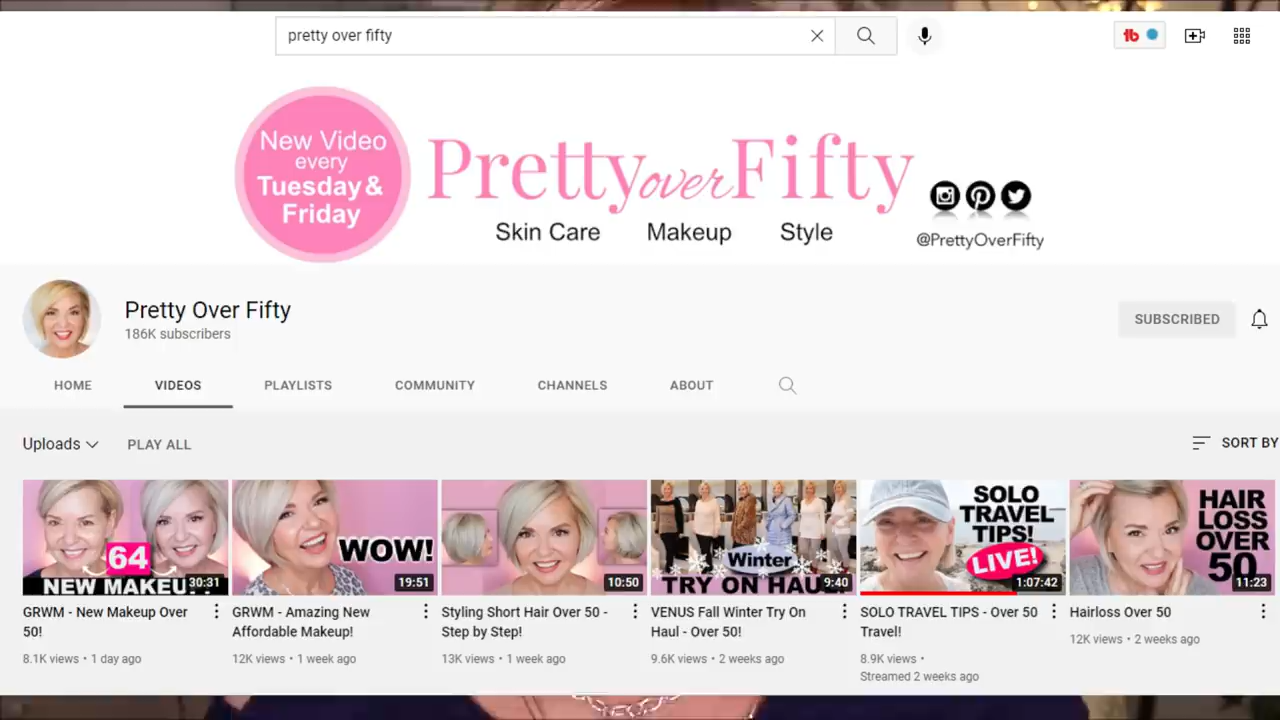 pretty over fifty
tb
New Video
every
Tuesday &
Friday
PrettyoverFifty
Skin Care Makeup Style
@PrettyOverFifty
Pretty Over Fifty
186K subscribers
SUBSCRIBED
HOME VIDEOS PLAYLISTS COMMUNITY CHANNELS ABOUT
Uploads PLAY ALL
SORT BY
64
NEW MAKEU
30:31
WOW!
19:51
10:50
Winter
TRY ON HAUL
9:40
SOLO
TRAVEL
TIPS!
LIVE!
1:07:42
HAIR
LOSS
OVER
50
11:23
GRWM - New Makeup Over
50!
8.1K views • 1 day ago
GRWM - Amazing New
Affordable Makeup!
12K views • 1 week ago
Styling Short Hair Over 50 -
Step by Step!
13K views • 1 week ago
VENUS Fall Winter Try On
Haul - Over 50!
9.6K views • 2 weeks ago
SOLO TRAVEL TIPS - Over 50
Travel!
8.9K views •
Streamed 2 weeks ago
Hairloss Over 50
12K views • 2 weeks ago